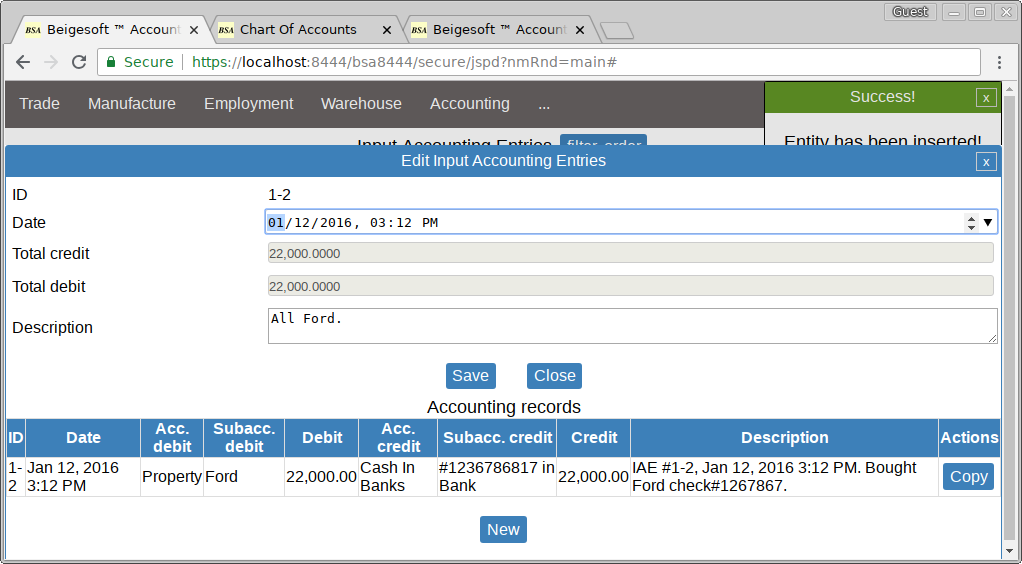 Guest
BSA Beigesoft ™ Account
BSA Chart Of Accounts
BSA Beigesoft ™ Account
Secure https://localhost:8444/bsa8444/secure/jspd?nmRnd=main#
Trade Manufacture Employment Warehouse Accounting ...
Success! x
Entity has been inserted!
Input Accounting Entries filter, order
Edit Input Accounting Entries x
ID 1-2
Date 01/12/2016, 03:12 PM
Total credit 22,000.0000
Total debit 22,000.0000
Description All Ford.
Save Close
Accounting records
ID Date Acc. debit Subacc. debit Debit Acc. credit Subacc. credit Credit Description Actions
1-2 Jan 12, 2016 3:12 PM Property Ford 22,000.00 Cash In Banks #1236786817 in Bank 22,000.00 IAE #1-2, Jan 12, 2016 3:12 PM. Bought Ford check#1267867. Copy
New